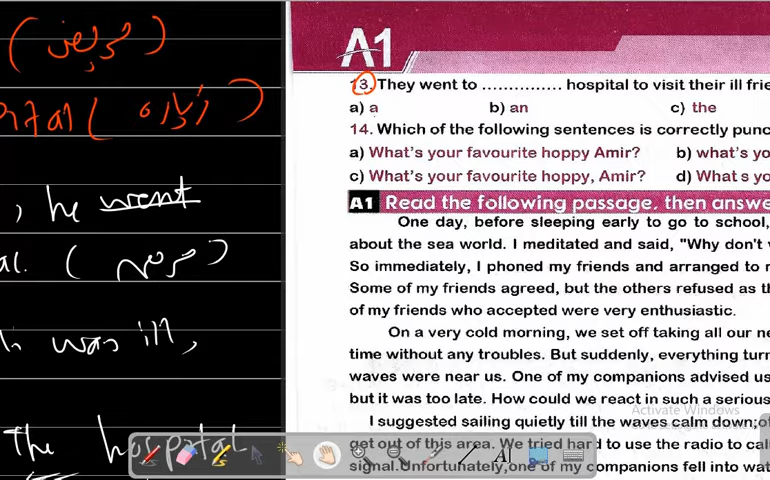 (مريض)
(زياره)
, he went
(مريض)
was ill,
The hospital
A1
13. They went to .............. hospital to visit their ill frie
a) a b) an c) the
14. Which of the following sentences is correctly punc
a) What's your favourite hoppy Amir? b) what's yo
c) What's your favourite hoppy, Amir? d) What s yo
A1 Read the following passage. then answe
One day, before sleeping early to go to school,
about the sea world. I meditated and said, "Why don't
So immediately, I phoned my friends and arranged to
Some of my friends agreed, but the others refused as
of my friends who accepted were very enthusiastic.
On a very cold morning, we set off taking all our ne
time without any troubles. But suddenly, everything turn
waves were near us. One of my companions advised us
but it was too late. How could we react in such a serious
Activate Windows
I suggested sailing quietly till the waves calm down;
get out of this area. We tried hard to use the radio to
signal.Unfortunately,one of my companions fell into wat